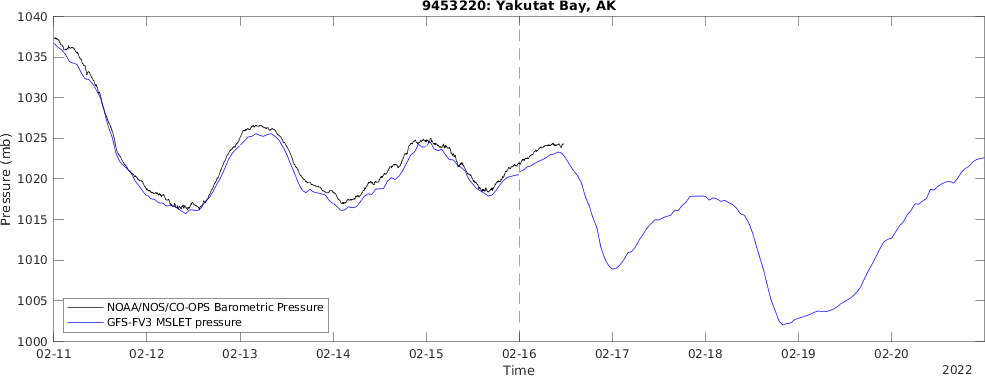 9453220: Yakutat Bay, AK
1040
1035
1030
1025
1020
1015
1010
1005
1000
Pressure (mb)
NOAA/NOS/CO-OPS Barometric Pressure
GFS-FV3 MSLET pressure
02-11 02-12 02-13 02-14 02-15 02-16 02-17 02-18 02-19 02-20
Time
2022